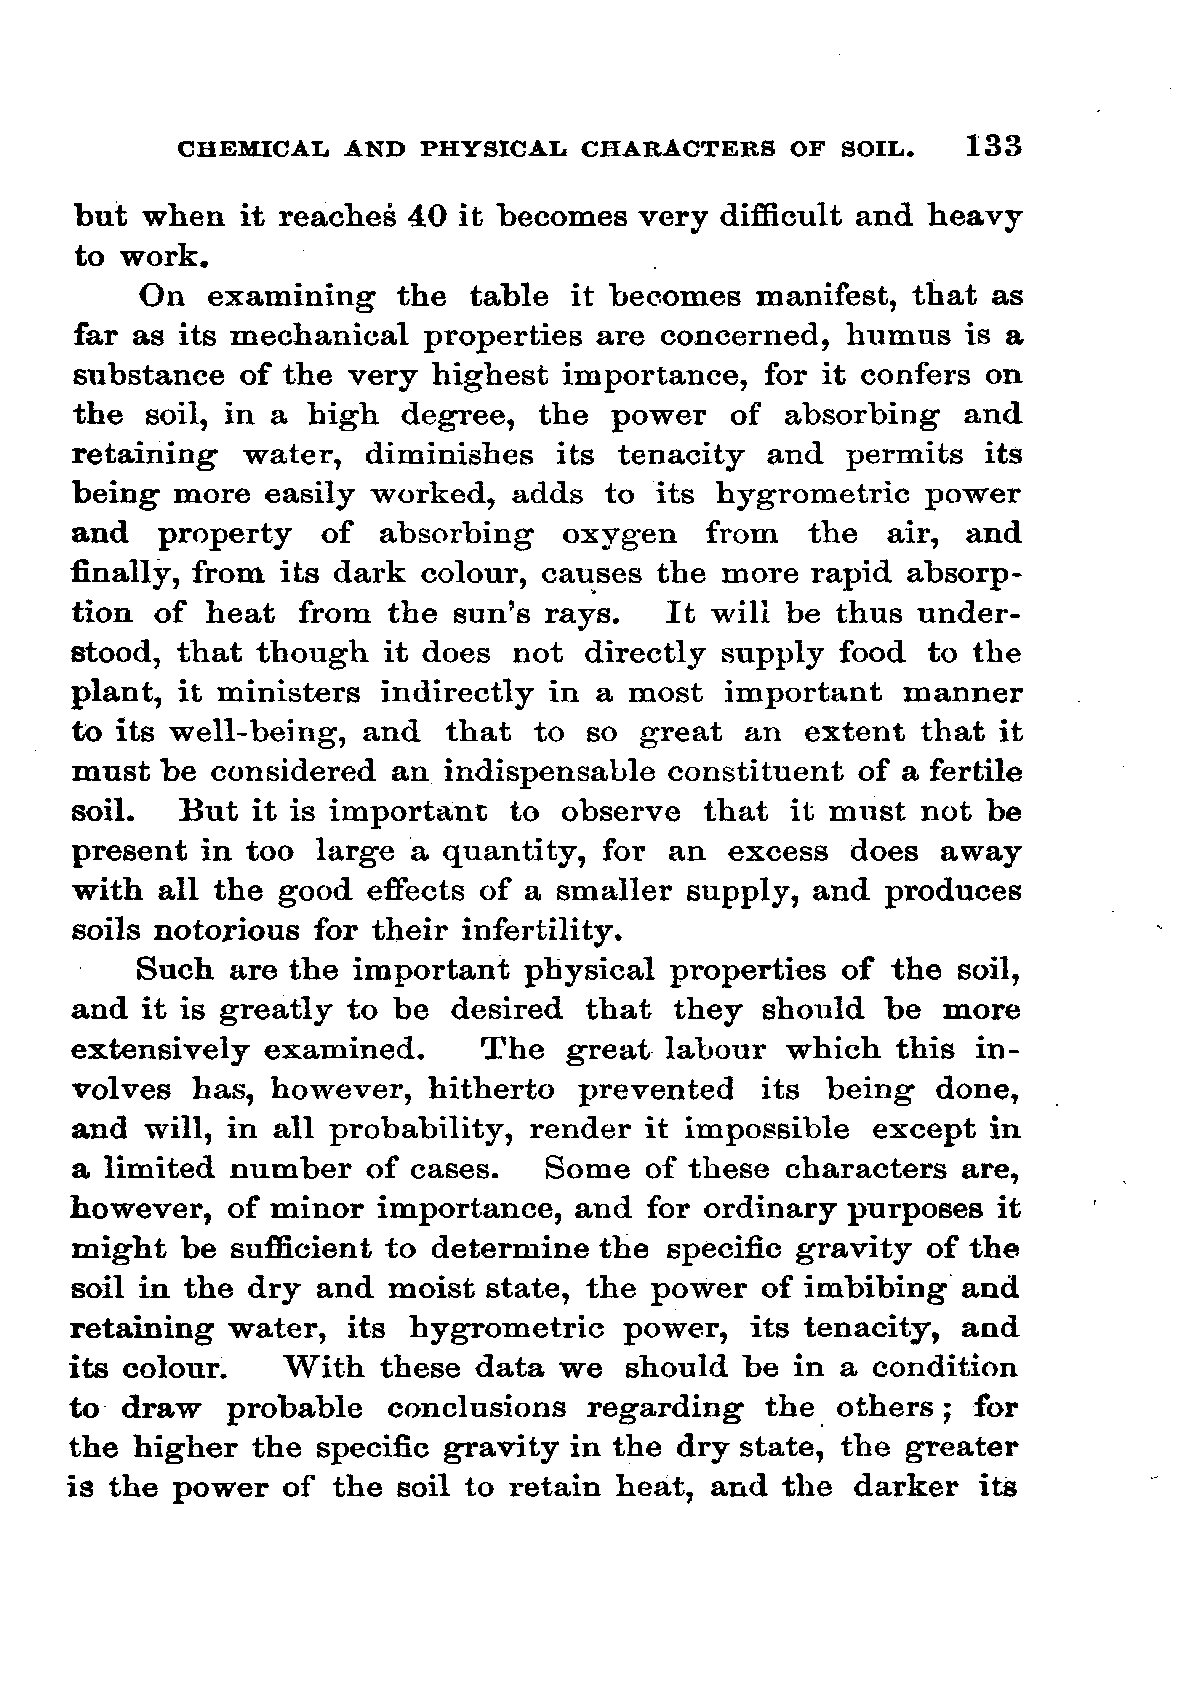 CHEMICAL AND PHYSICAL CHARACTERS OF SOIL. 133
but when it reaches 40 it becomes very difficult and heavy
to work.
On examining the table it becomes manifest, that as
far as its mechanical properties are concerned, humus is a
substance of the very highest importance, for it confers on
the soil, in a high degree, the power of absorbing and
retaining water, diminishes its tenacity and permits its
being more easily worked, adds to its hygrometric power
and property of absorbing oxygen from the air, and
finally, from its dark colour, causes the more rapid absorp-
tion of heat from the sun's rays. It will be thus under-
stood, that though it does not directly supply food to the
plant, it ministers indirectly in a most important manner
to its well-being, and that to so great an extent that it
must be considered an indispensable constituent of a fertile
soil. But it is important to observe that it must not be
present in too large a quantity, for an excess does away
with all the good effects of a smaller supply, and produces
soils notorious for their infertility.
Such are the important physical properties of the soil,
and it is greatly to be desired that they should be more
extensively examined. The great labour which this in-
volves has, however, hitherto prevented its being done,
and will, in all probability, render it impossible except in
a limited number of cases. Some of these characters are,
however, of minor importance, and for ordinary purposes it
might be sufficient to determine the specific gravity of the
soil in the dry and moist state, the power of imbibing and
retaining water, its hygrometric power, its tenacity, and
its colour. With these data we should be in a condition
to draw probable conclusions regarding the others ; for
the higher the specific gravity in the dry state, the greater
is the power of the soil to retain heat, and the darker its